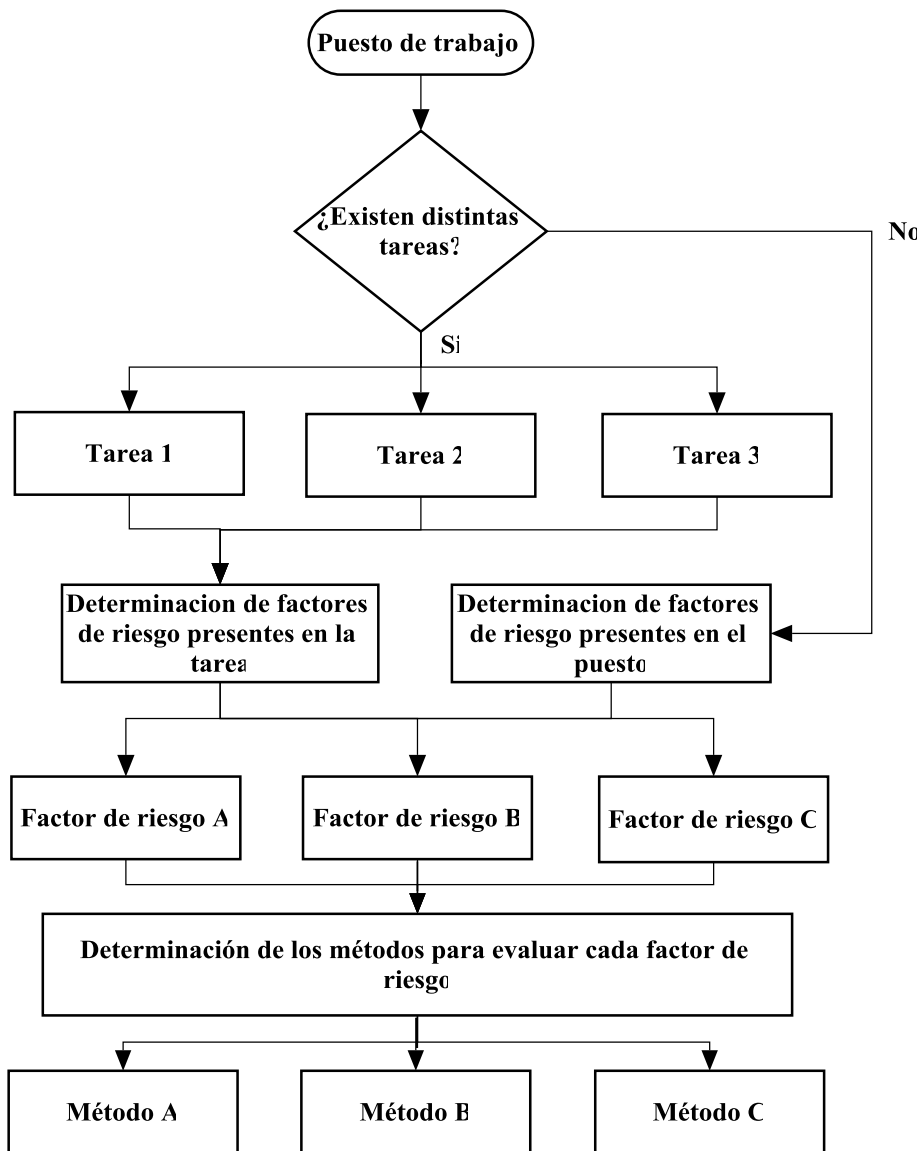 Puesto de trabajo
¿Existen distintas
tareas?
No
Si
Tarea 1
Tarea 2
Tarea 3
Determinacion de factores
de riesgo presentes en la
tarea
Determinacion de factores
de riesgo presentes en el
puesto
Factor de riesgo A
Factor de riesgo B
Factor de riesgo C
Determinación de los métodos para evaluar cada factor de
riesgo
Método A
Método B
Método C